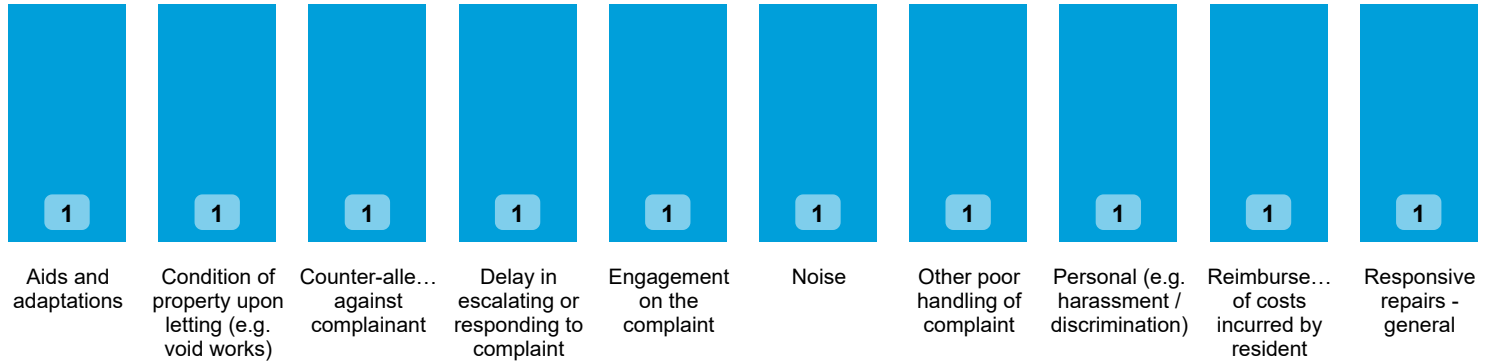 1 1 1 1 1 1 1 1 1 1
Aids and
adaptations
Condition of
property upon
letting (e.g.
void works)
Counter-alle…
against
complainant
Delay in
escalating or
responding to
complaint
Engagement
on the
complaint
Noise
Other poor
handling of
complaint
Personal (e.g.
harassment /
discrimination)
Reimburse…
of costs
incurred by
resident
Responsive
repairs -
general